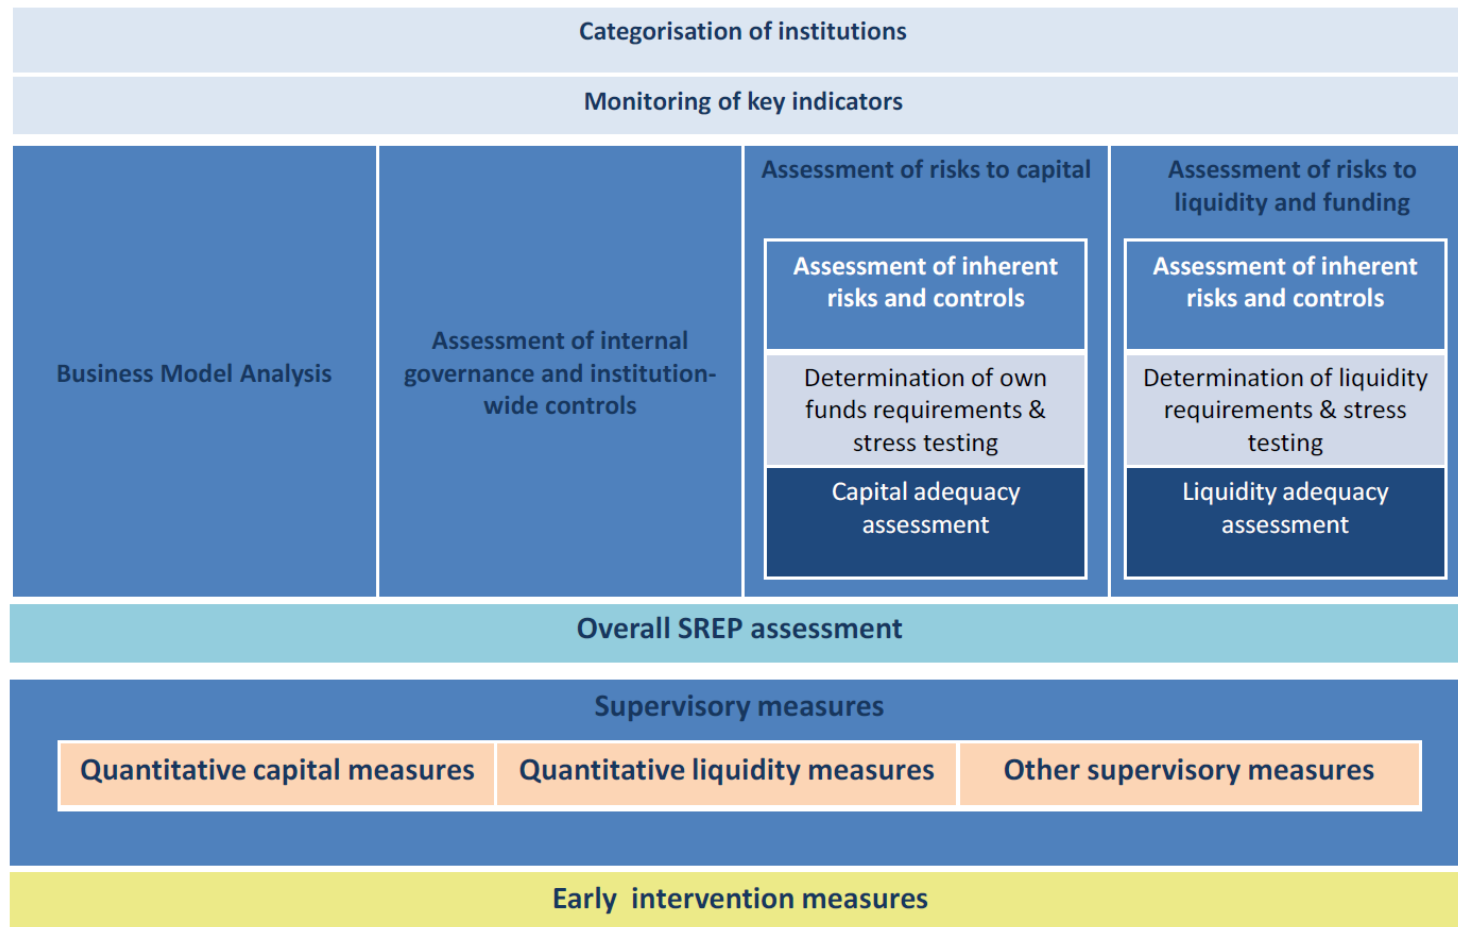 Categorisation of institutions
Monitoring of key indicators
Business Model Analysis
Assessment of internal
governance and institution-
wide controls
Assessment of risks to capital
Assessment of inherent
risks and controls
Determination of own
funds requirements &
stress testing
Capital adequacy
assessment
Assessment of risks to
liquidity and funding
Assessment of inherent
risks and controls
Determination of liquidity
requirements & stress
testing
Liquidity adequacy
assessment
Overall SREP assessment
Supervisory measures
Quantitative capital measures
Quantitative liquidity measures
Other supervisory measures
Early  intervention measures